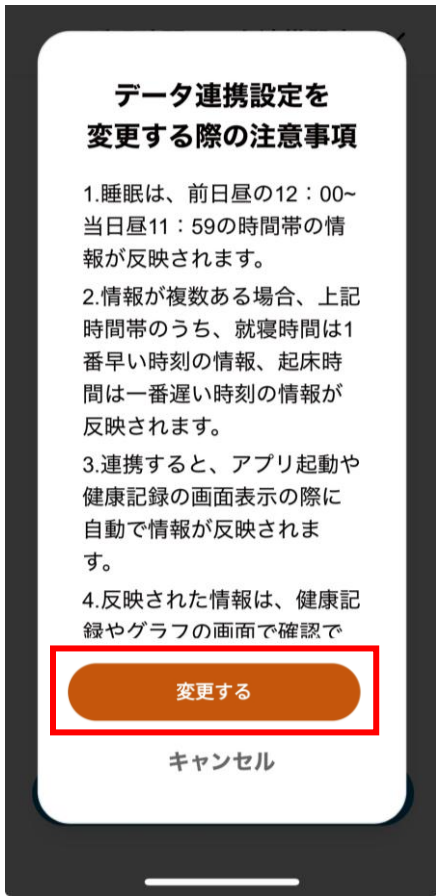 データ連携設定を
変更する際の注意事項
1.睡眠は、前日昼の12：00~
当日昼11：59の時間帯の情
報が反映されます。
2.情報が複数ある場合、上記
時間帯のうち、就寝時間は1
番早い時刻の情報、起床時
間は一番遅い時刻の情報が
反映されます。
3.連携すると、アプリ起動や
健康記録の画面表示の際に
自動で情報が反映されま
す。
4.反映された情報は、健康記
録やグラフの画面で確認で
変更する
キャンセル